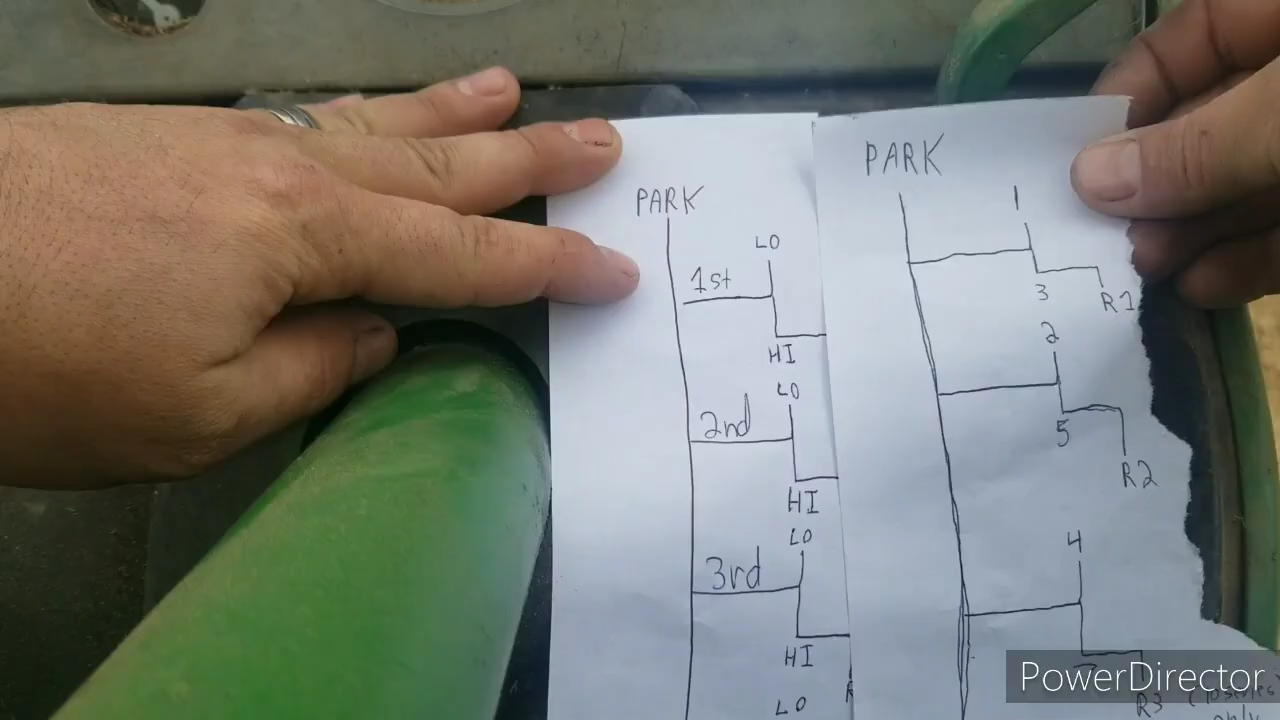 PARK
LO
1st
HI
LO
2nd
HI
LO
3rd
HI
LO
PARK
1
3
R1
2
5
R2
4
R3
only
PowerDirector